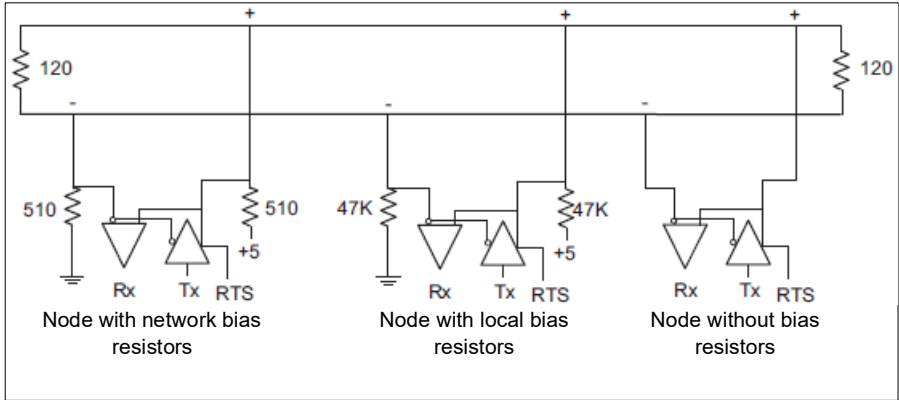 + + +
120 120
- - -
510 510 47K 47K
+5 +5
Rx Tx RTS Rx Tx RTS Rx Tx RTS
Node with network bias
resistors
Node with local bias
resistors
Node without bias
resistors